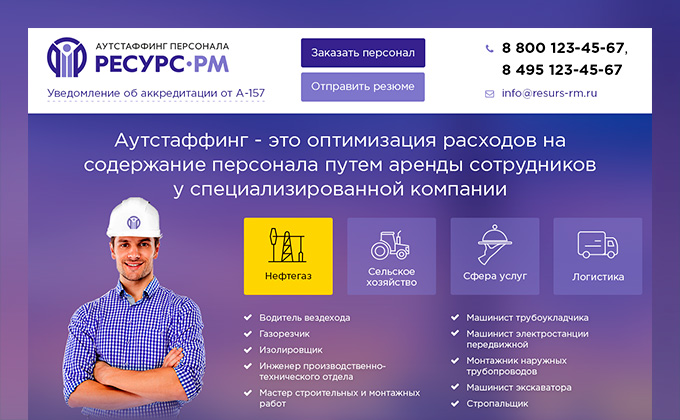 АУТСТАФФИНГ ПЕРСОНАЛА
РЕСУРС·РМ
Уведомление об аккредитации от А-157
Заказать персонал
Отправить резюме
8 800 123-45-67,
8 495 123-45-67
info@resurs-rm.ru
Аутстаффинг - это оптимизация расходов на
содержание персонала путем аренды сотрудников
у специализированной компании
Нефтегаз
Сельское
хозяйство
Сфера услуг
Логистика
Водитель вездехода
Газорезчик
Изолировщик
Инженер производственно-
технического отдела
Мастер строительных и монтажных
работ
Машинист трубоукладчика
Машинист электростанции
передвижной
Монтажник наружных
трубопроводов
Машинист экскаватора
Стропальщик